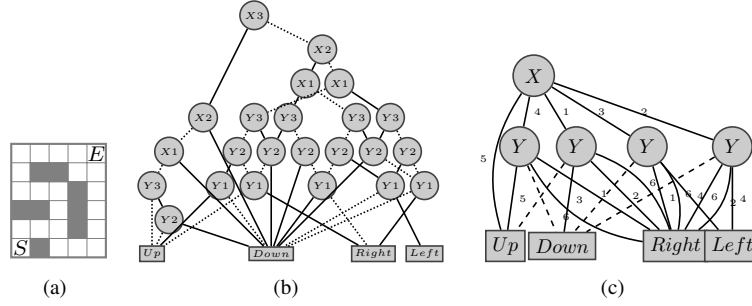 X3
X2
X1 X1
X2 Y3 Y3 Y3 Y3
X1 Y2 Y2 Y2 Y2 Y2 Y2
Y3 Y1 Y1 Y1 Y1 Y1
Y2
Up Down Right Left
E
S
X
4 1 3 2
Y Y Y Y
5
5 3 1 2 6 1 6 4 6 2 4
6
Up Down Right Left
(a) (b) (c)